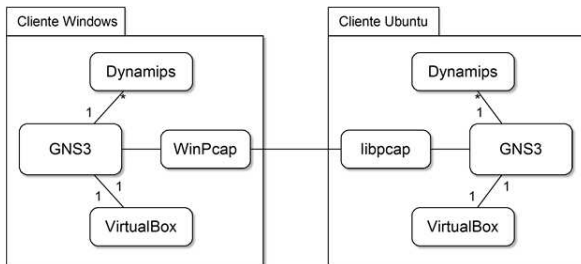 Cliente Windows
Dynamips
*
1
GNS3
WinPcap
1
1
VirtualBox
Cliente Ubuntu
Dynamips
*
1
libpcap
GNS3
1
1
VirtualBox